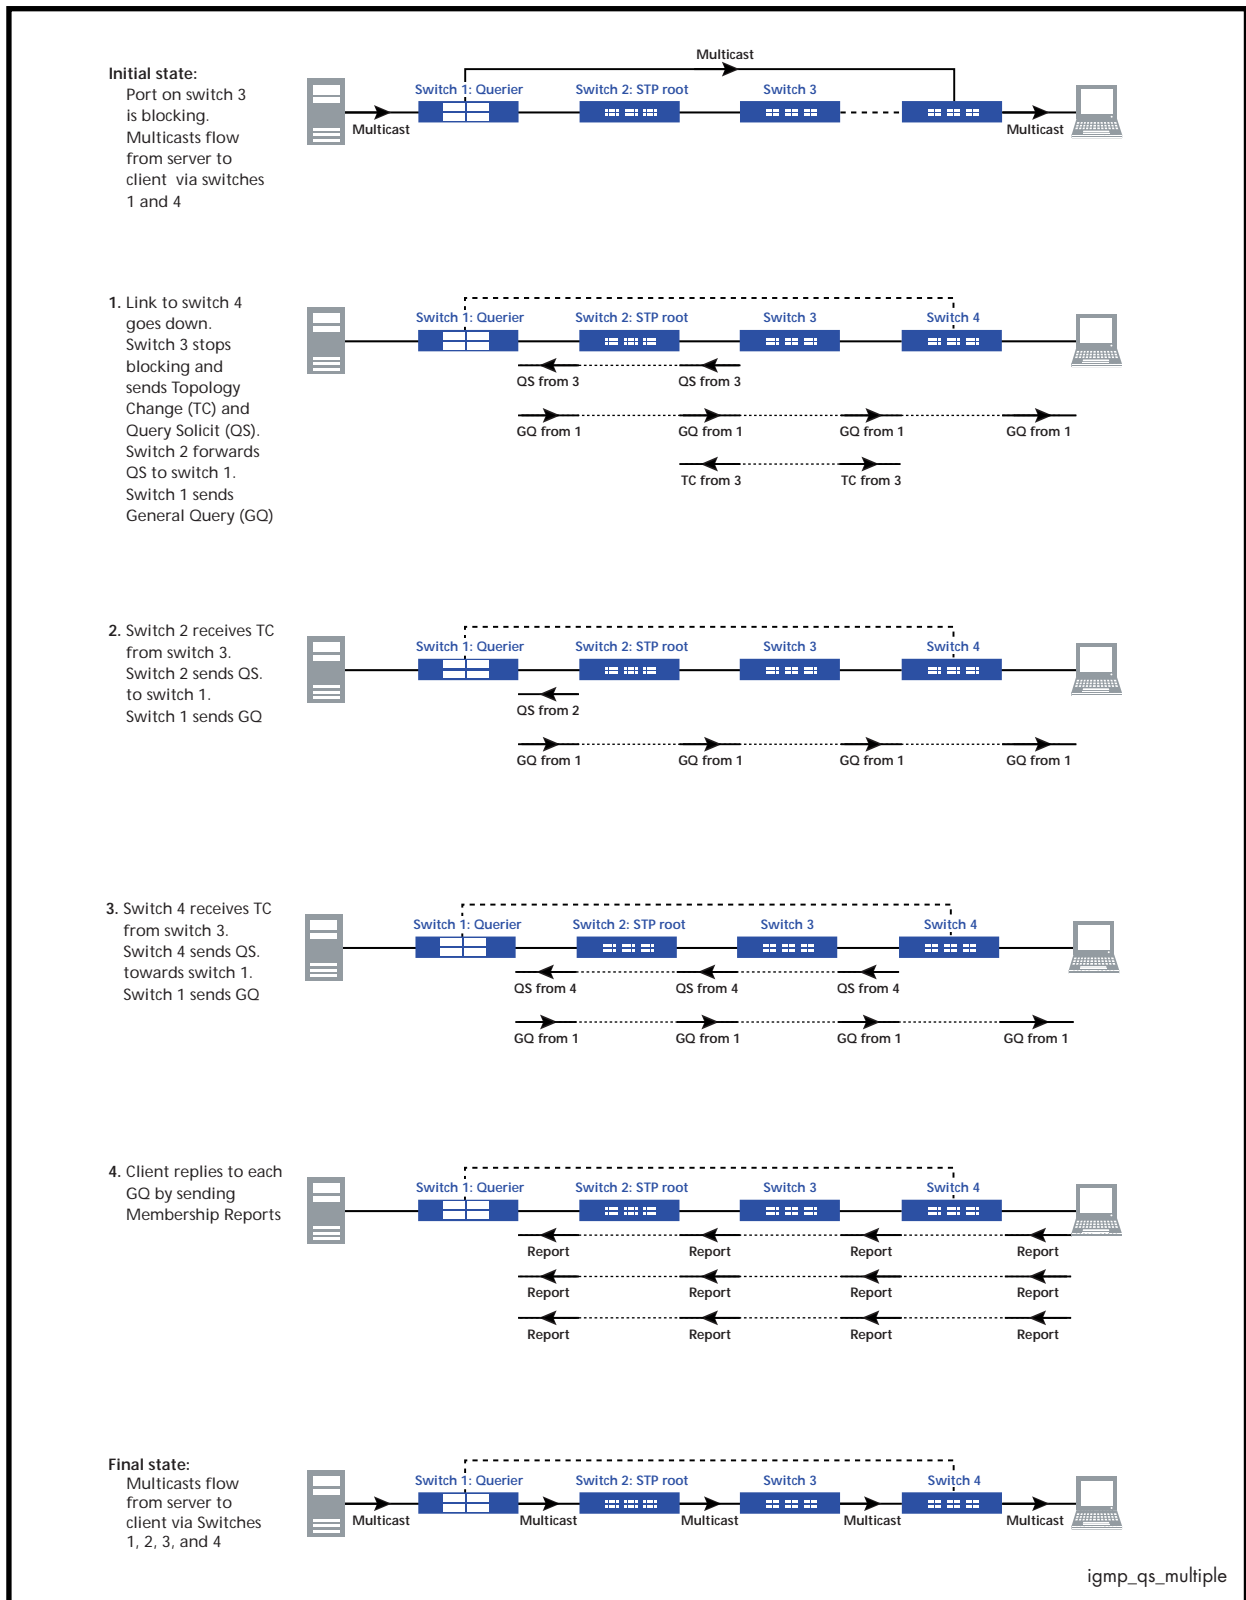 Multicast
Initial state:
Port on switch 3
is blocking.
Multicasts flow
from server to
client via switches
1 and 4
Switch 1: Querier
Switch 2: STP root
Switch 3
Multicast
Multicast
1. Link to switch 4
goes down.
Switch 3 stops
blocking and
sends Topology
Change (TC) and
Query Solicit (QS).
Switch 2 forwards
QS to switch 1.
Switch 1 sends
General Query (GQ)
Switch 1: Querier
Switch 2: STP root
Switch 3
Switch 4
QS from 3
QS from 3
GQ from 1
GQ from 1
GQ from 1
GQ from 1
TC from 3
TC from 3
2. Switch 2 receives TC
from switch 3.
Switch 2 sends QS.
to switch 1.
Switch 1 sends GQ
Switch 1: Querier
Switch 2: STP root
Switch 3
Switch 4
QS from 2
GQ from 1
GQ from 1
GQ from 1
GQ from 1
3. Switch 4 receives TC
from switch 3.
Switch 4 sends QS.
towards switch 1.
Switch 1 sends GQ
Switch 1: Querier
Switch 2: STP root
Switch 3
Switch 4
QS from 4
QS from 4
QS from 4
GQ from 1
GQ from 1
GQ from 1
GQ from 1
4. Client replies to each
GQ by sending
Membership Reports
Switch 1: Querier
Switch 2: STP root
Switch 3
Switch 4
Report
Report
Report
Report
Report
Report
Report
Report
Report
Report
Report
Report
Final state:
Multicasts flow
from server to
client via Switches
1, 2, 3, and 4
Switch 1: Querier
Switch 2: STP root
Switch 3
Switch 4
Multicast
Multicast
Multicast
Multicast
Multicast
igmp_qs_multiple